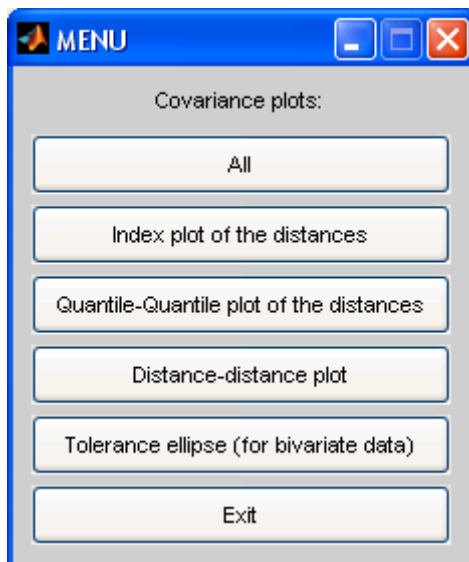 MENU
Covariance plots:
All
Index plot of the distances
Quantile-Quantile plot of the distances
Distance-distance plot
Tolerance ellipse (for bivariate data)
Exit